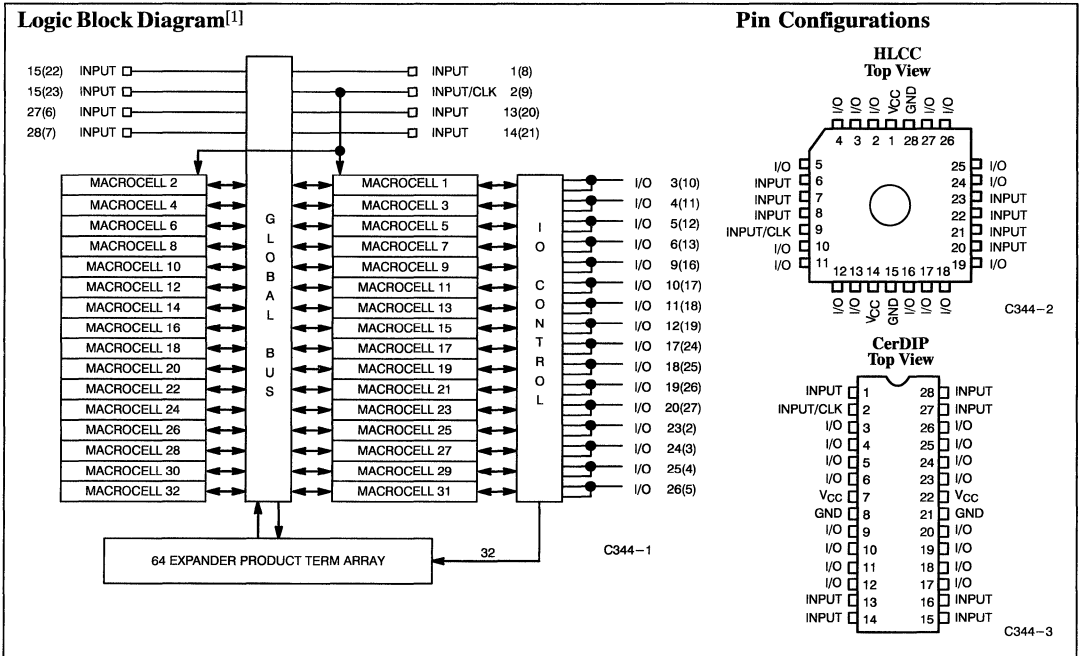 Logic Block Diagram[1]
15(22) INPUT INPUT 1(8)
15(23) INPUT INPUT/CLK 2(9)
27(6) INPUT INPUT 13(20)
28(7) INPUT INPUT 14(21)
MACROCELL 2 MACROCELL 1 I/O 3(10)
MACROCELL 4 MACROCELL 3 I/O 4(11)
MACROCELL 6 MACROCELL 5 I/O 5(12)
MACROCELL 8 MACROCELL 7 I/O 6(13)
MACROCELL 10 MACROCELL 9 I/O 9(16)
MACROCELL 12 MACROCELL 11 I/O 10(17)
MACROCELL 14 MACROCELL 13 I/O 11(18)
MACROCELL 16 MACROCELL 15 I/O 12(19)
MACROCELL 18 MACROCELL 17 I/O 17(24)
MACROCELL 20 MACROCELL 19 I/O 18(25)
MACROCELL 22 MACROCELL 21 I/O 19(26)
MACROCELL 24 MACROCELL 23 I/O 20(27)
MACROCELL 26 MACROCELL 25 I/O 23(2)
MACROCELL 28 MACROCELL 27 I/O 24(3)
MACROCELL 30 MACROCELL 29 I/O 25(4)
MACROCELL 32 MACROCELL 31 I/O 26(5)
GLOBAL BUS
IO CONTROL
64 EXPANDER PRODUCT TERM ARRAY
32
C344-1
Pin Configurations
HLCC
Top View
I/O I/O I/O VCC GND I/O I/O
4 3 2 1 28 27 26
I/O 5 25 I/O
INPUT 6 24 I/O
INPUT 7 23 INPUT
INPUT 8 22 INPUT
INPUT/CLK 9 21 INPUT
I/O 10 20 INPUT
I/O 11 19 I/O
12 13 14 15 16 17 18
I/O I/O VCC GND I/O I/O I/O
C344-2
CerDIP
Top View
INPUT 1 28 INPUT
INPUT/CLK 2 27 INPUT
I/O 3 26 I/O
I/O 4 25 I/O
I/O 5 24 I/O
I/O 6 23 I/O
VCC 7 22 VCC
GND 8 21 GND
I/O 9 20 I/O
I/O 10 19 I/O
I/O 11 18 I/O
I/O 12 17 I/O
INPUT 13 16 INPUT
INPUT 14 15 INPUT
C344-3